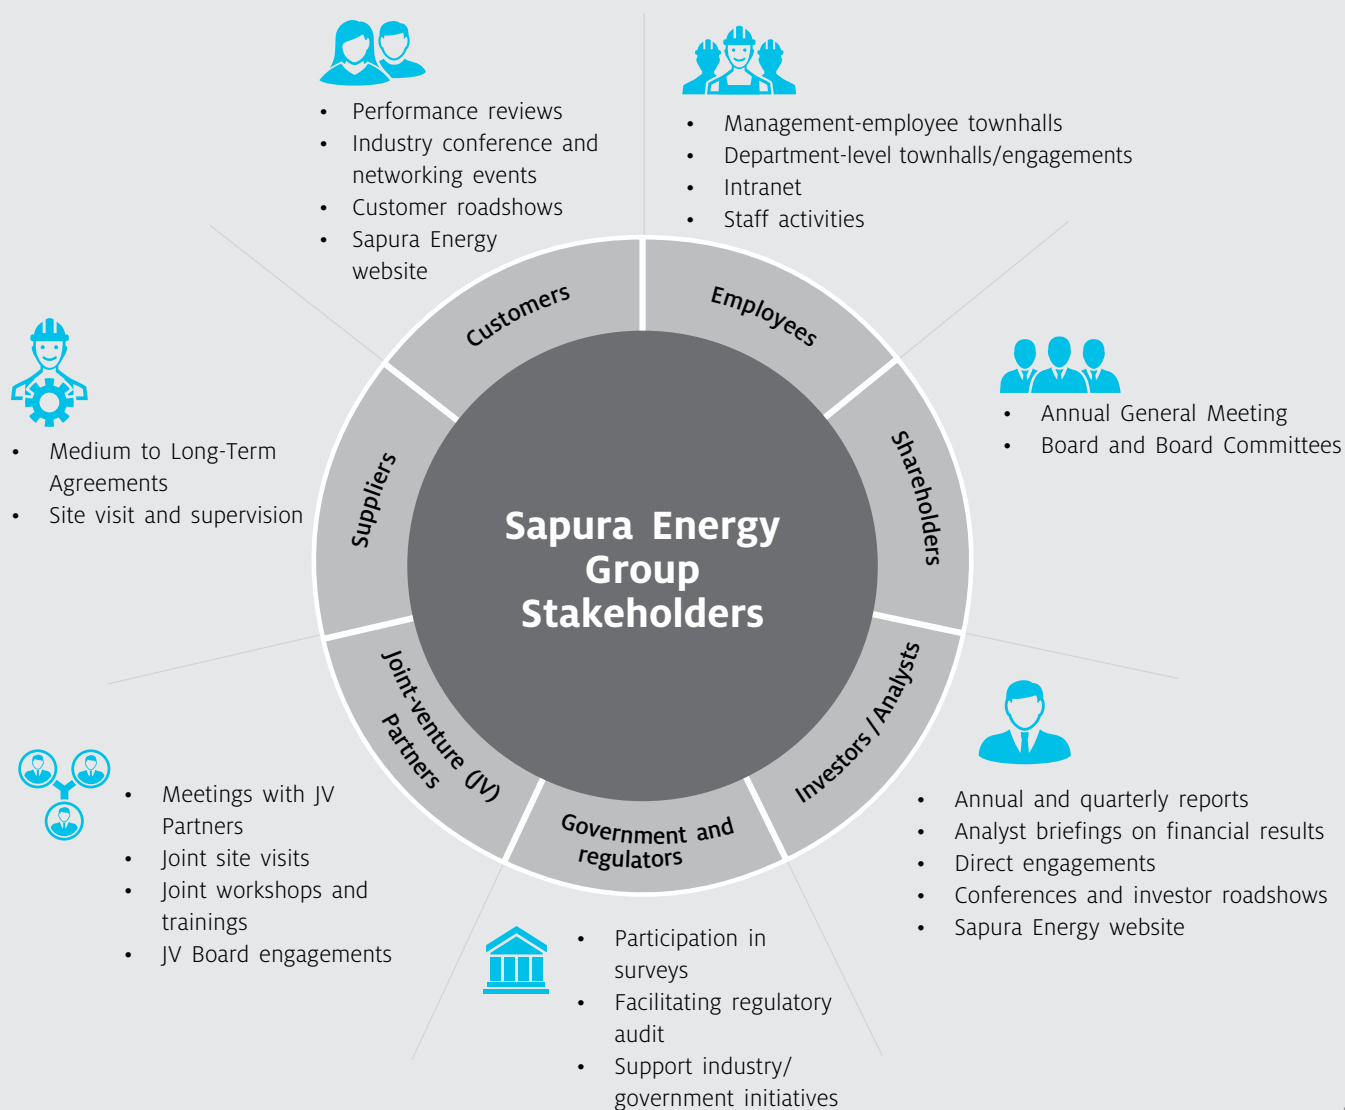 • Performance reviews
• Industry conference and
networking events
• Customer roadshows
• Sapura Energy
website
• Management-employee townhalls
• Department-level townhalls/engagements
• Intranet
• Staff activities
Customers
Employees
• Annual General Meeting
• Board and Board Committees
Shareholders
• Medium to Long-Term
Agreements
• Site visit and supervision
Suppliers
Sapura Energy
Group
Stakeholders
Joint-venture (JV)
Partners
Investors / Analysts
Government and
regulators
• Meetings with JV
Partners
• Joint site visits
• Joint workshops and
trainings
• JV Board engagements
• Annual and quarterly reports
• Analyst briefings on financial results
• Direct engagements
• Conferences and investor roadshows
• Sapura Energy website
• Participation in
surveys
• Facilitating regulatory
audit
• Support industry/
government initiatives